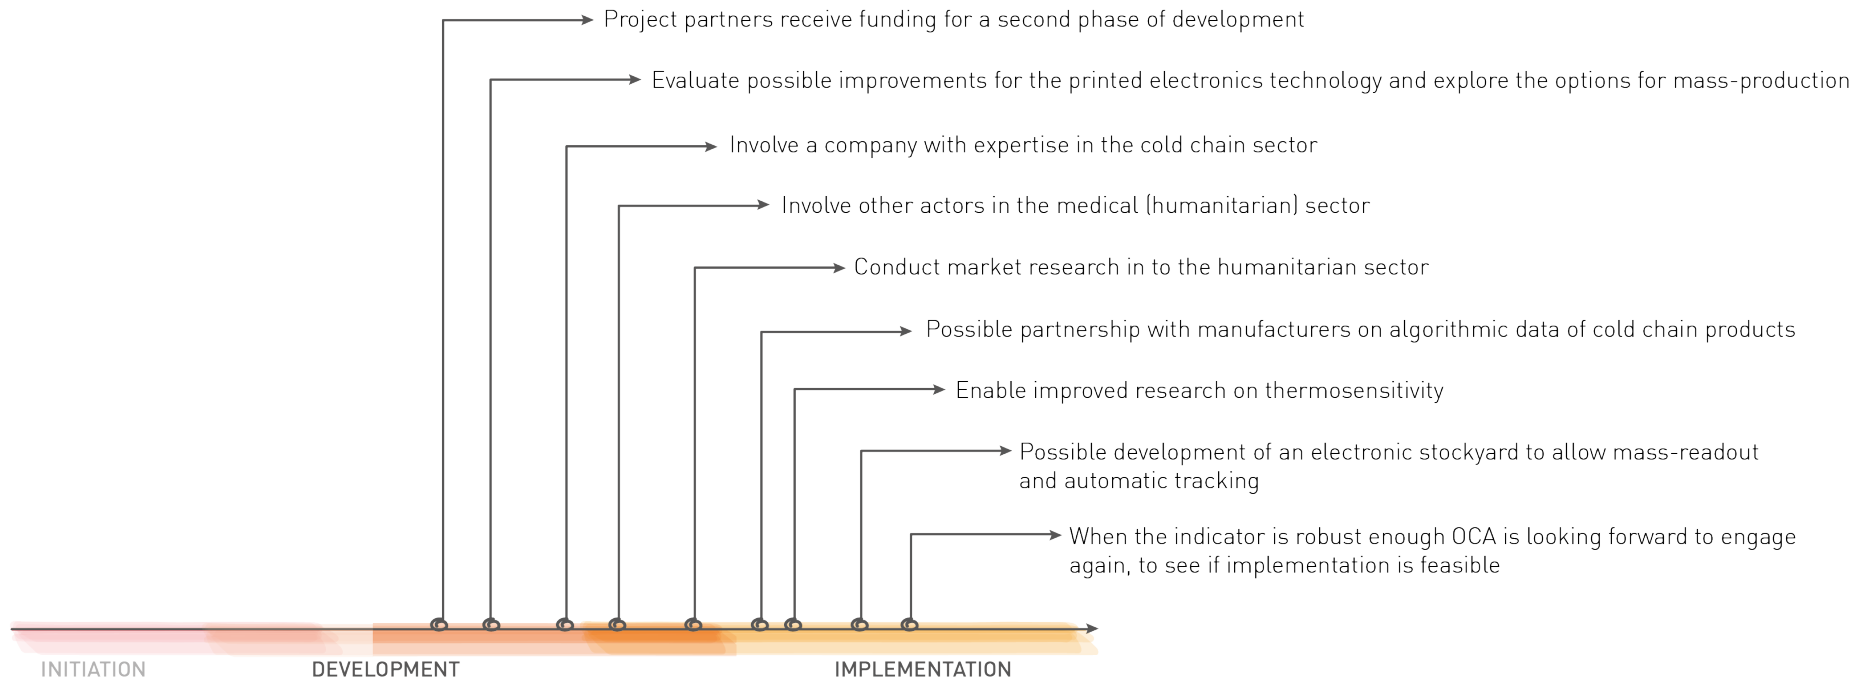 Project partners receive funding for a second phase of development
Evaluate possible improvements for the printed electronics technology and explore the options for mass-production
Involve a company with expertise in the cold chain sector
Involve other actors in the medical (humanitarian) sector
Conduct market research in to the humanitarian sector
Possible partnership with manufacturers on algorithmic data of cold chain products
Enable improved research on thermosensitivity
Possible development of an electronic stockyard to allow mass-readout
and automatic tracking
When the indicator is robust enough OCA is looking forward to engage
again, to see if implementation is feasible
INITIATION
DEVELOPMENT
IMPLEMENTATION